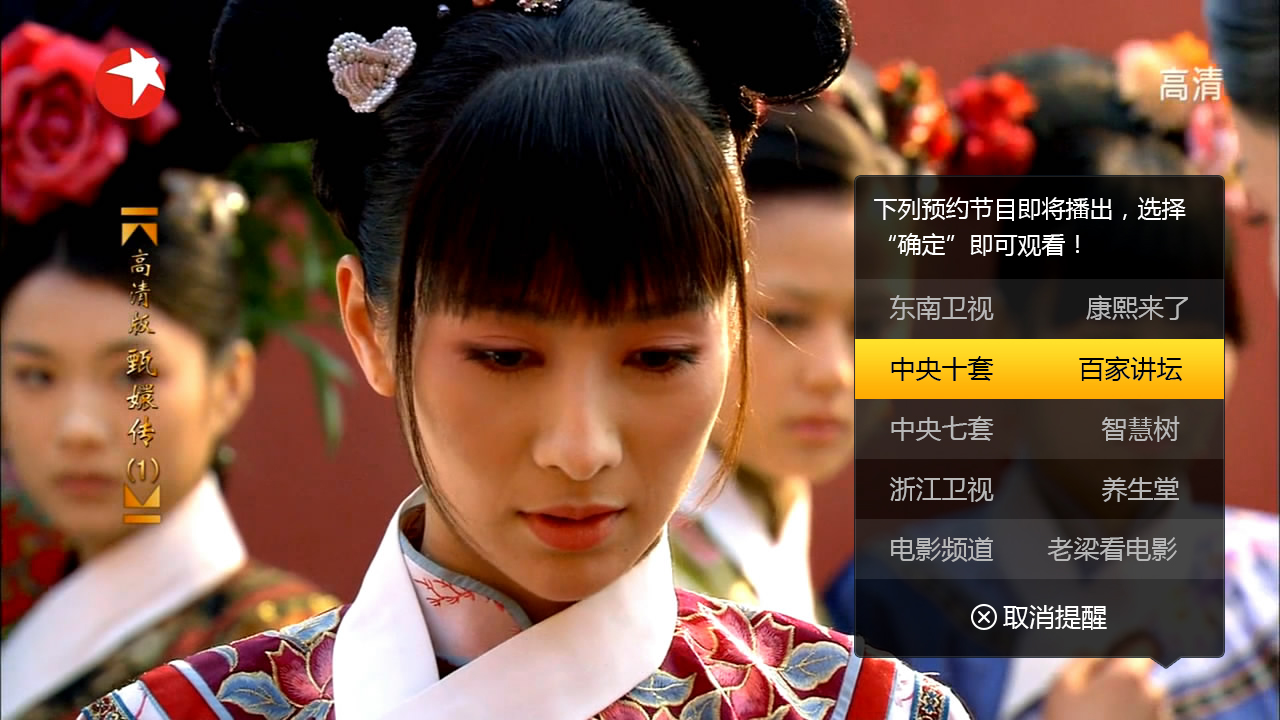 高清
高清版甄嬛传(1)
下列预约节目即将播出，选择
“确定”即可观看！
东南卫视 康熙来了
中央十套 百家讲坛
中央七套 智慧树
浙江卫视 养生堂
电影频道 老梁看电影
取消提醒